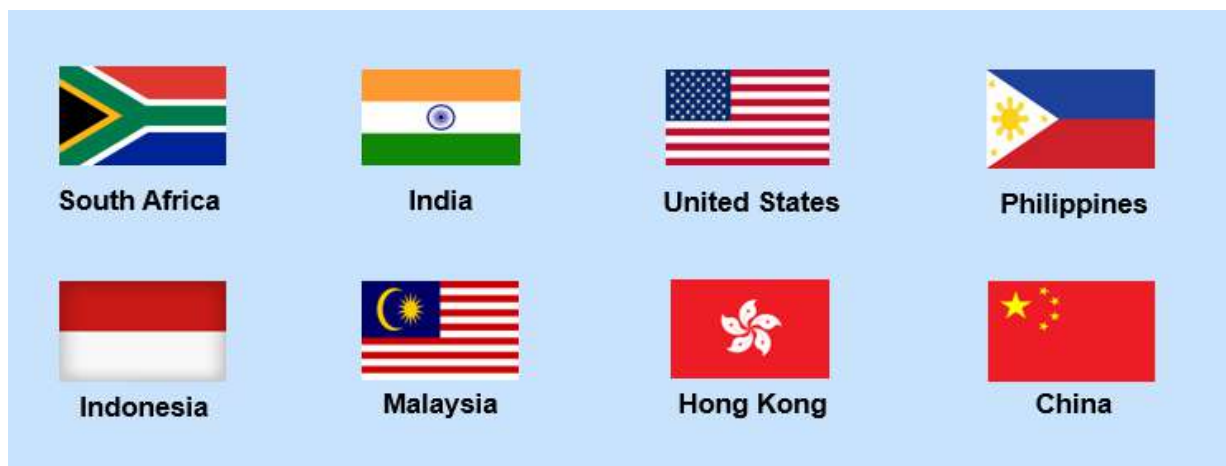 South Africa
India
United States
Philippines
Indonesia
Malaysia
Hong Kong
China